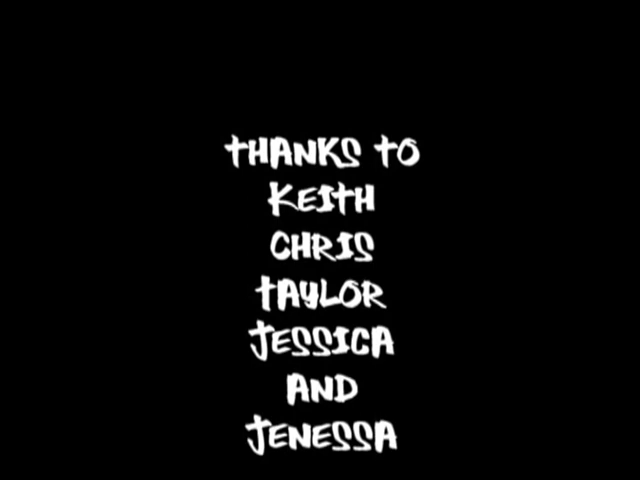 THANKS TO
KEITH
CHRIS
TAYLOR
JESSICA
AND
JENESSA